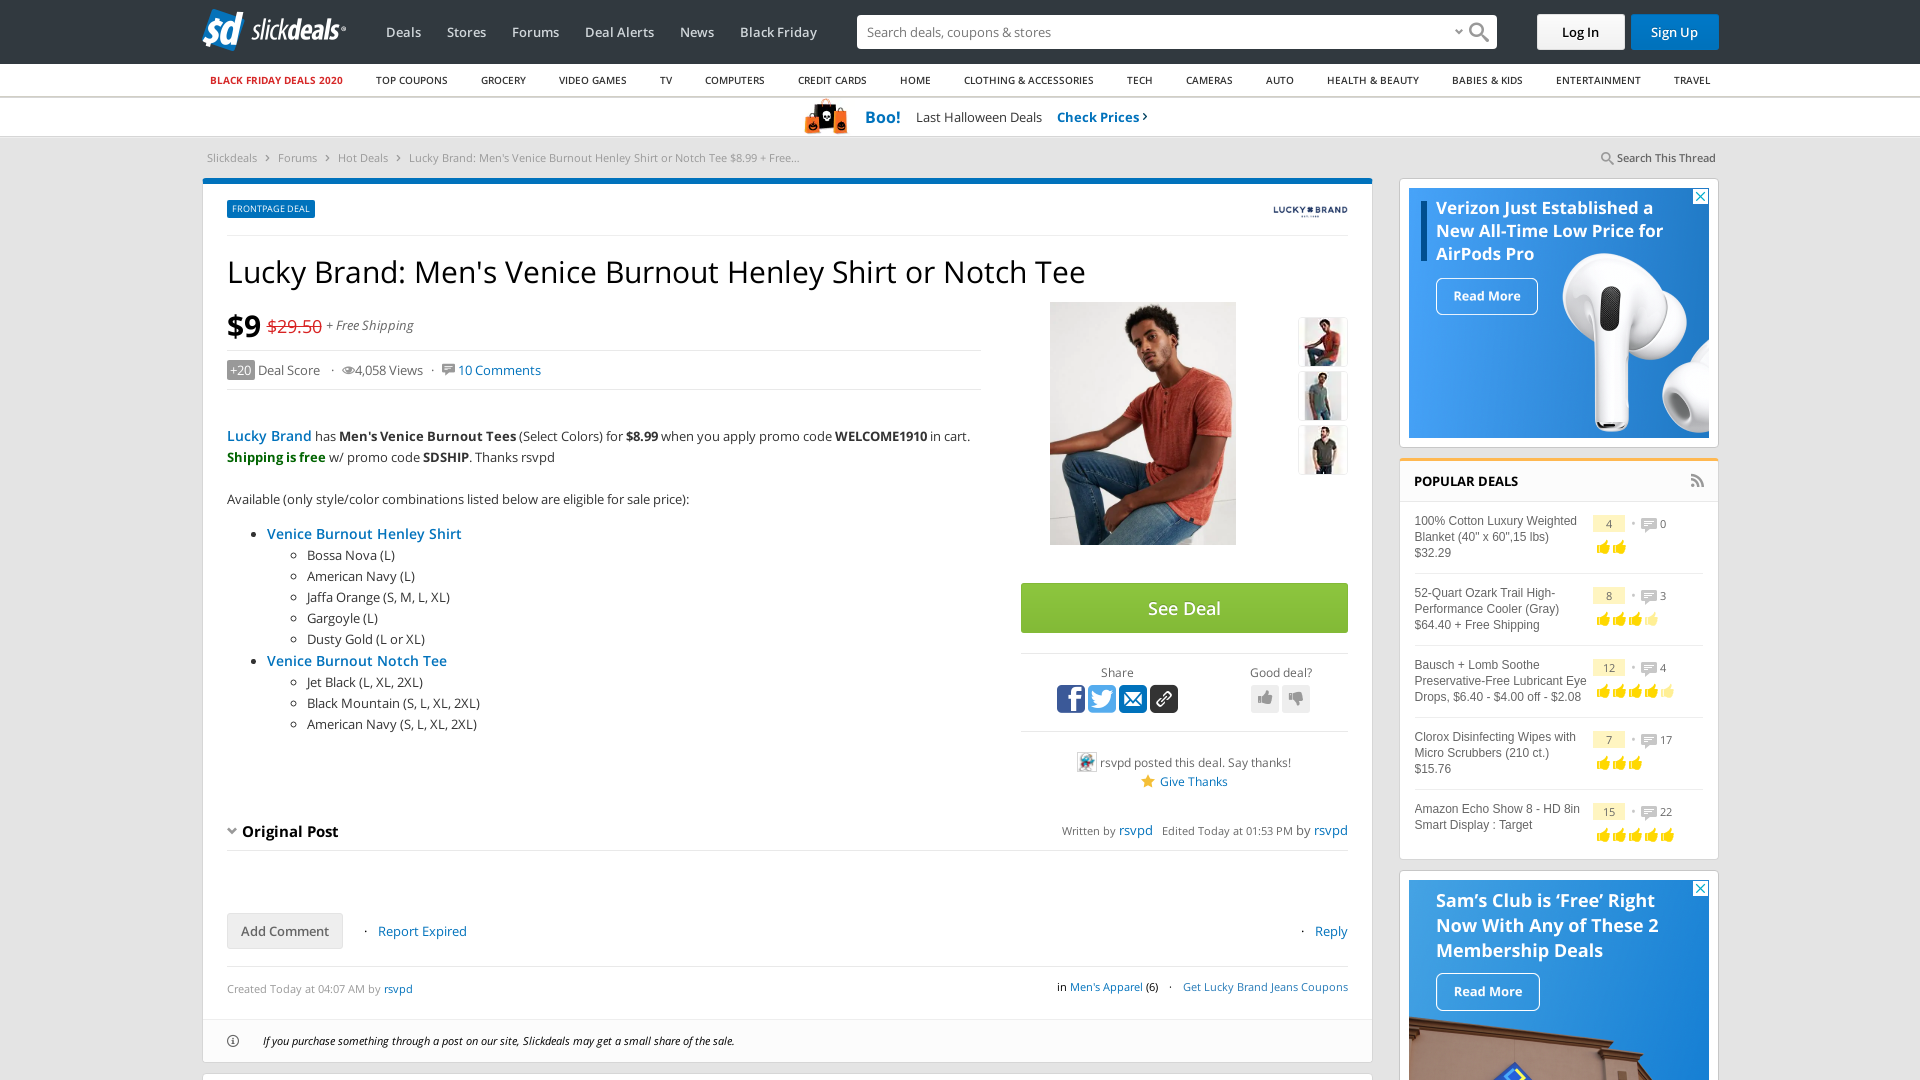 slickdeals
Deals Stores Forums Deal Alerts News Black Friday
Search deals, coupons & stores
Log In
Sign Up
BLACK FRIDAY DEALS 2020 TOP COUPONS GROCERY VIDEO GAMES TV COMPUTERS CREDIT CARDS HOME CLOTHING & ACCESSORIES TECH CAMERAS AUTO HEALTH & BEAUTY BABIES & KIDS ENTERTAINMENT TRAVEL
Boo! Last Halloween Deals Check Prices
Slickdeals Forums Hot Deals Lucky Brand: Men's Venice Burnout Henley Shirt or Notch Tee $8.99 + Free...
Search This Thread
FRONTPAGE DEAL
LUCKY BRAND
Lucky Brand: Men's Venice Burnout Henley Shirt or Notch Tee
$9 $29.50 + Free Shipping
+20 Deal Score · 4,058 Views · 10 Comments
Lucky Brand has Men's Venice Burnout Tees (Select Colors) for $8.99 when you apply promo code WELCOME1910 in cart.
Shipping is free w/ promo code SDSHIP. Thanks rsvpd
Available (only style/color combinations listed below are eligible for sale price):
Venice Burnout Henley Shirt
Bossa Nova (L)
American Navy (L)
Jaffa Orange (S, M, L, XL)
Gargoyle (L)
Dusty Gold (L or XL)
Venice Burnout Notch Tee
Jet Black (L, XL, 2XL)
Black Mountain (S, L, XL, 2XL)
American Navy (S, L, XL, 2XL)
See Deal
Share
Good deal?
rsvpd posted this deal. Say thanks!
Give Thanks
Original Post
Written by rsvpd Edited Today at 01:53 PM by rsvpd
Add Comment · Report Expired
· Reply
Created Today at 04:07 AM by rsvpd
in Men's Apparel (6) · Get Lucky Brand Jeans Coupons
If you purchase something through a post on our site, Slickdeals may get a small share of the sale.
Verizon Just Established a
New All-Time Low Price for
AirPods Pro
Read More
POPULAR DEALS
100% Cotton Luxury Weighted
Blanket (40" x 60",15 lbs)
$32.29
4 • 0
52-Quart Ozark Trail High-
Performance Cooler (Gray)
$64.40 + Free Shipping
8 • 3
Bausch + Lomb Soothe
Preservative-Free Lubricant Eye
Drops, $6.40 - $4.00 off - $2.08
12 • 4
Clorox Disinfecting Wipes with
Micro Scrubbers (210 ct.)
$15.76
7 • 17
Amazon Echo Show 8 - HD 8in
Smart Display : Target
15 • 22
Sam's Club is ‘Free’ Right
Now With Any of These 2
Membership Deals
Read More